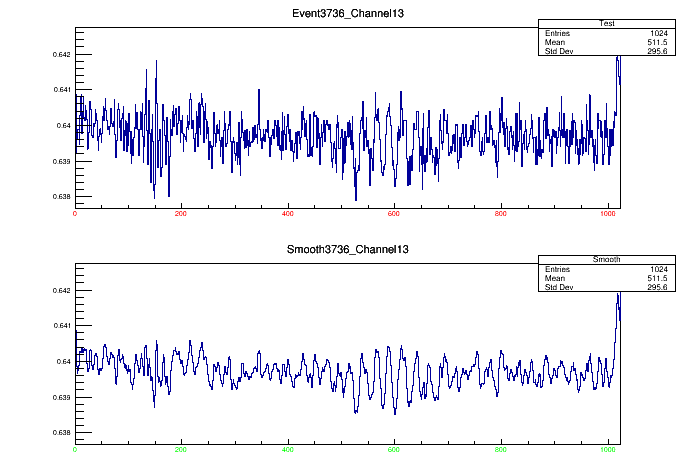 Event3736_Channel13
Test
Entries 1024
Mean 511.5
Std Dev 295.6
0.642
0.641
0.64
0.639
0.638
0 200 400 600 800 1000
Smooth3736_Channel13
Smooth
Entries 1024
Mean 511.5
Std Dev 295.6
0.642
0.641
0.64
0.639
0.638
0 200 400 600 800 1000